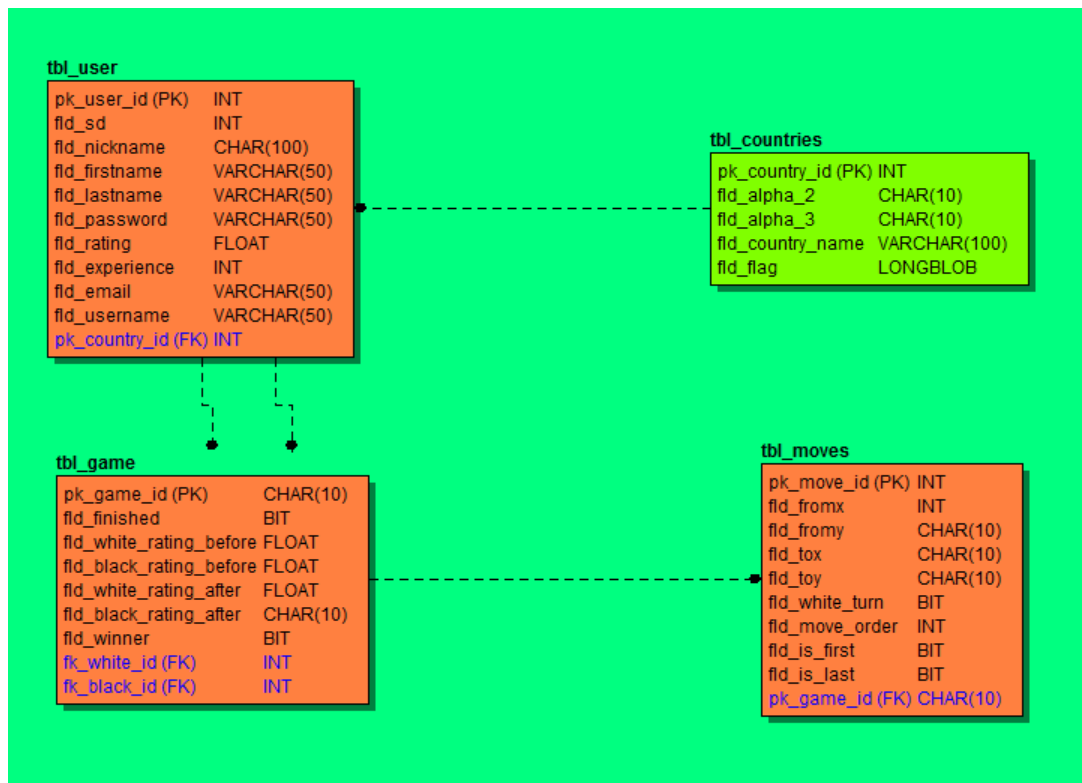 tbl_user
pk_user_id (PK) INT
fld_sd INT
fld_nickname CHAR(100)
fld_firstname VARCHAR(50)
fld_lastname VARCHAR(50)
fld_password VARCHAR(50)
fld_rating FLOAT
fld_experience INT
fld_email VARCHAR(50)
fld_username VARCHAR(50)
pk_country_id (FK) INT
tbl_countries
pk_country_id (PK) INT
fld_alpha_2 CHAR(10)
fld_alpha_3 CHAR(10)
fld_country_name VARCHAR(100)
fld_flag LONGBLOB
tbl_game
pk_game_id (PK) CHAR(10)
fld_finished BIT
fld_white_rating_before FLOAT
fld_black_rating_before FLOAT
fld_white_rating_after FLOAT
fld_black_rating_after CHAR(10)
fld_winner BIT
fk_white_id (FK) INT
fk_black_id (FK) INT
tbl_moves
pk_move_id (PK) INT
fld_fromx INT
fld_fromy CHAR(10)
fld_tox CHAR(10)
fld_toy CHAR(10)
fld_white_turn BIT
fld_move_order INT
fld_is_first BIT
fld_is_last BIT
pk_game_id (FK) CHAR(10)